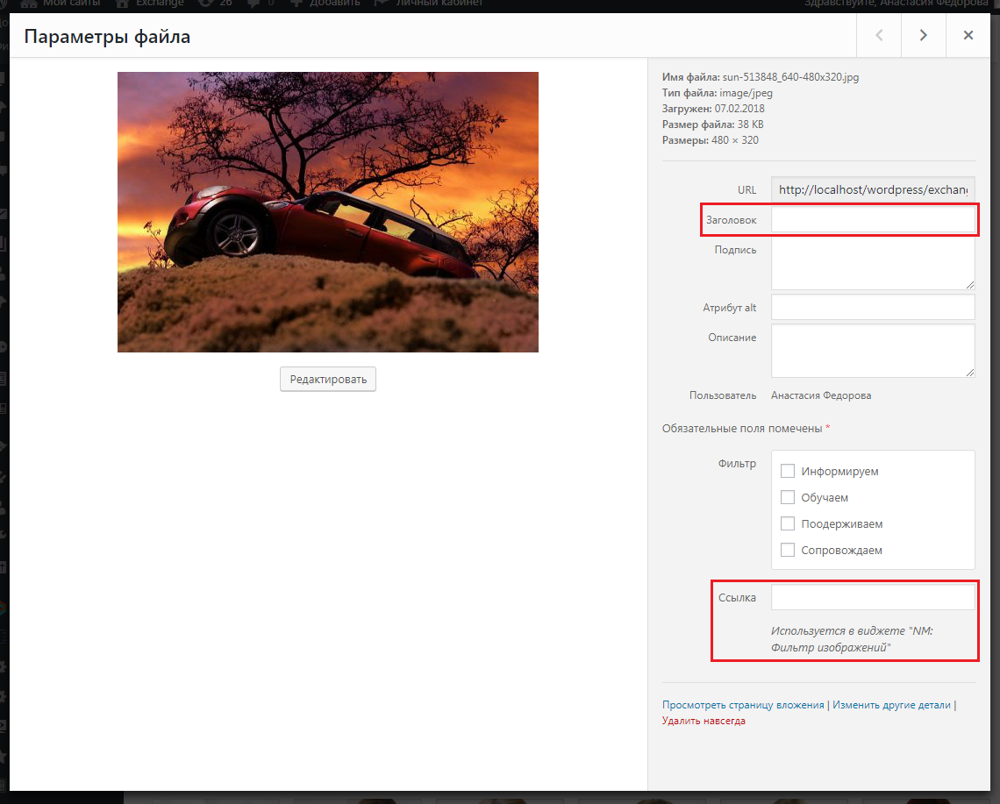 Мои сайты Exchange 26 0 Добавить Личный кабинет Здравствуйте, Анастасия Федорова
Параметры файла
Имя файла: sun-513848_640-480x320.jpg
Тип файла: image/jpeg
Загружен: 07.02.2018
Размер файла: 38 KB
Размеры: 480 × 320
URL http://localhost/wordpress/exchang
Заголовок
Подпись
Атрибут alt
Описание
Редактировать
Пользователь Анастасия Федорова
Обязательные поля помечены *
Фильтр
Информируем
Обучаем
Поодерживаем
Сопровождаем
Ссылка
Используется в виджете "NM:
Фильтр изображений"
Просмотреть страницу вложения | Изменить другие детали |
Удалить навсегда